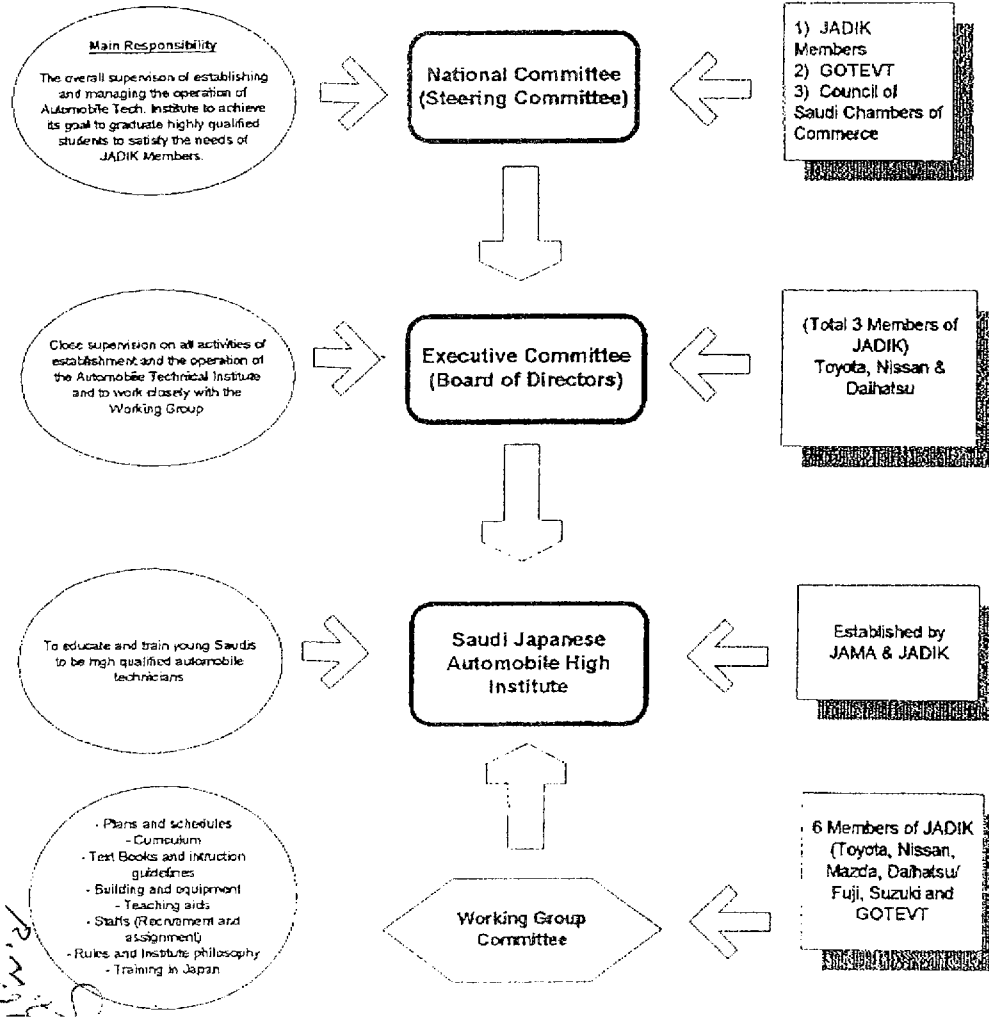 Main Responsibility
The overall supervison of establishing
and managing the operation of
Automobile Tech. Institute to achieve
its goal to graduate highly qualified
students to satisfy the needs of
JADIK Members.
National Committee
(Steering Committee)
1) JADIK
Members
2) GOTEVT
3) Council of
Saudi Chambers of
Commerce
Close supervision on all activities of
establishment and the operation of
the Automobile Technical Institute
and to work closely with the
Working Group
Executive Committee
(Board of Directors)
(Total 3 Members of
JADIK)
Toyota, Nissan &
Daihatsu
To educate and train young Saudis
to be high qualified automobile
technicians
Saudi Japanese
Automobile High
Institute
Established by
JAMA & JADIK
- Plans and schedules
- Curriculum
- Text Books and intruction
guidelines
- Building and equipment
- Teaching aids
- Staffs (Recruitment and
assignment)
- Rules and Institute philosophy
- Training in Japan
Working Group
Committee
6 Members of JADIK
(Toyota, Nissan,
Mazda, Daihatsu/
Fuji, Suzuki and
GOTEVT